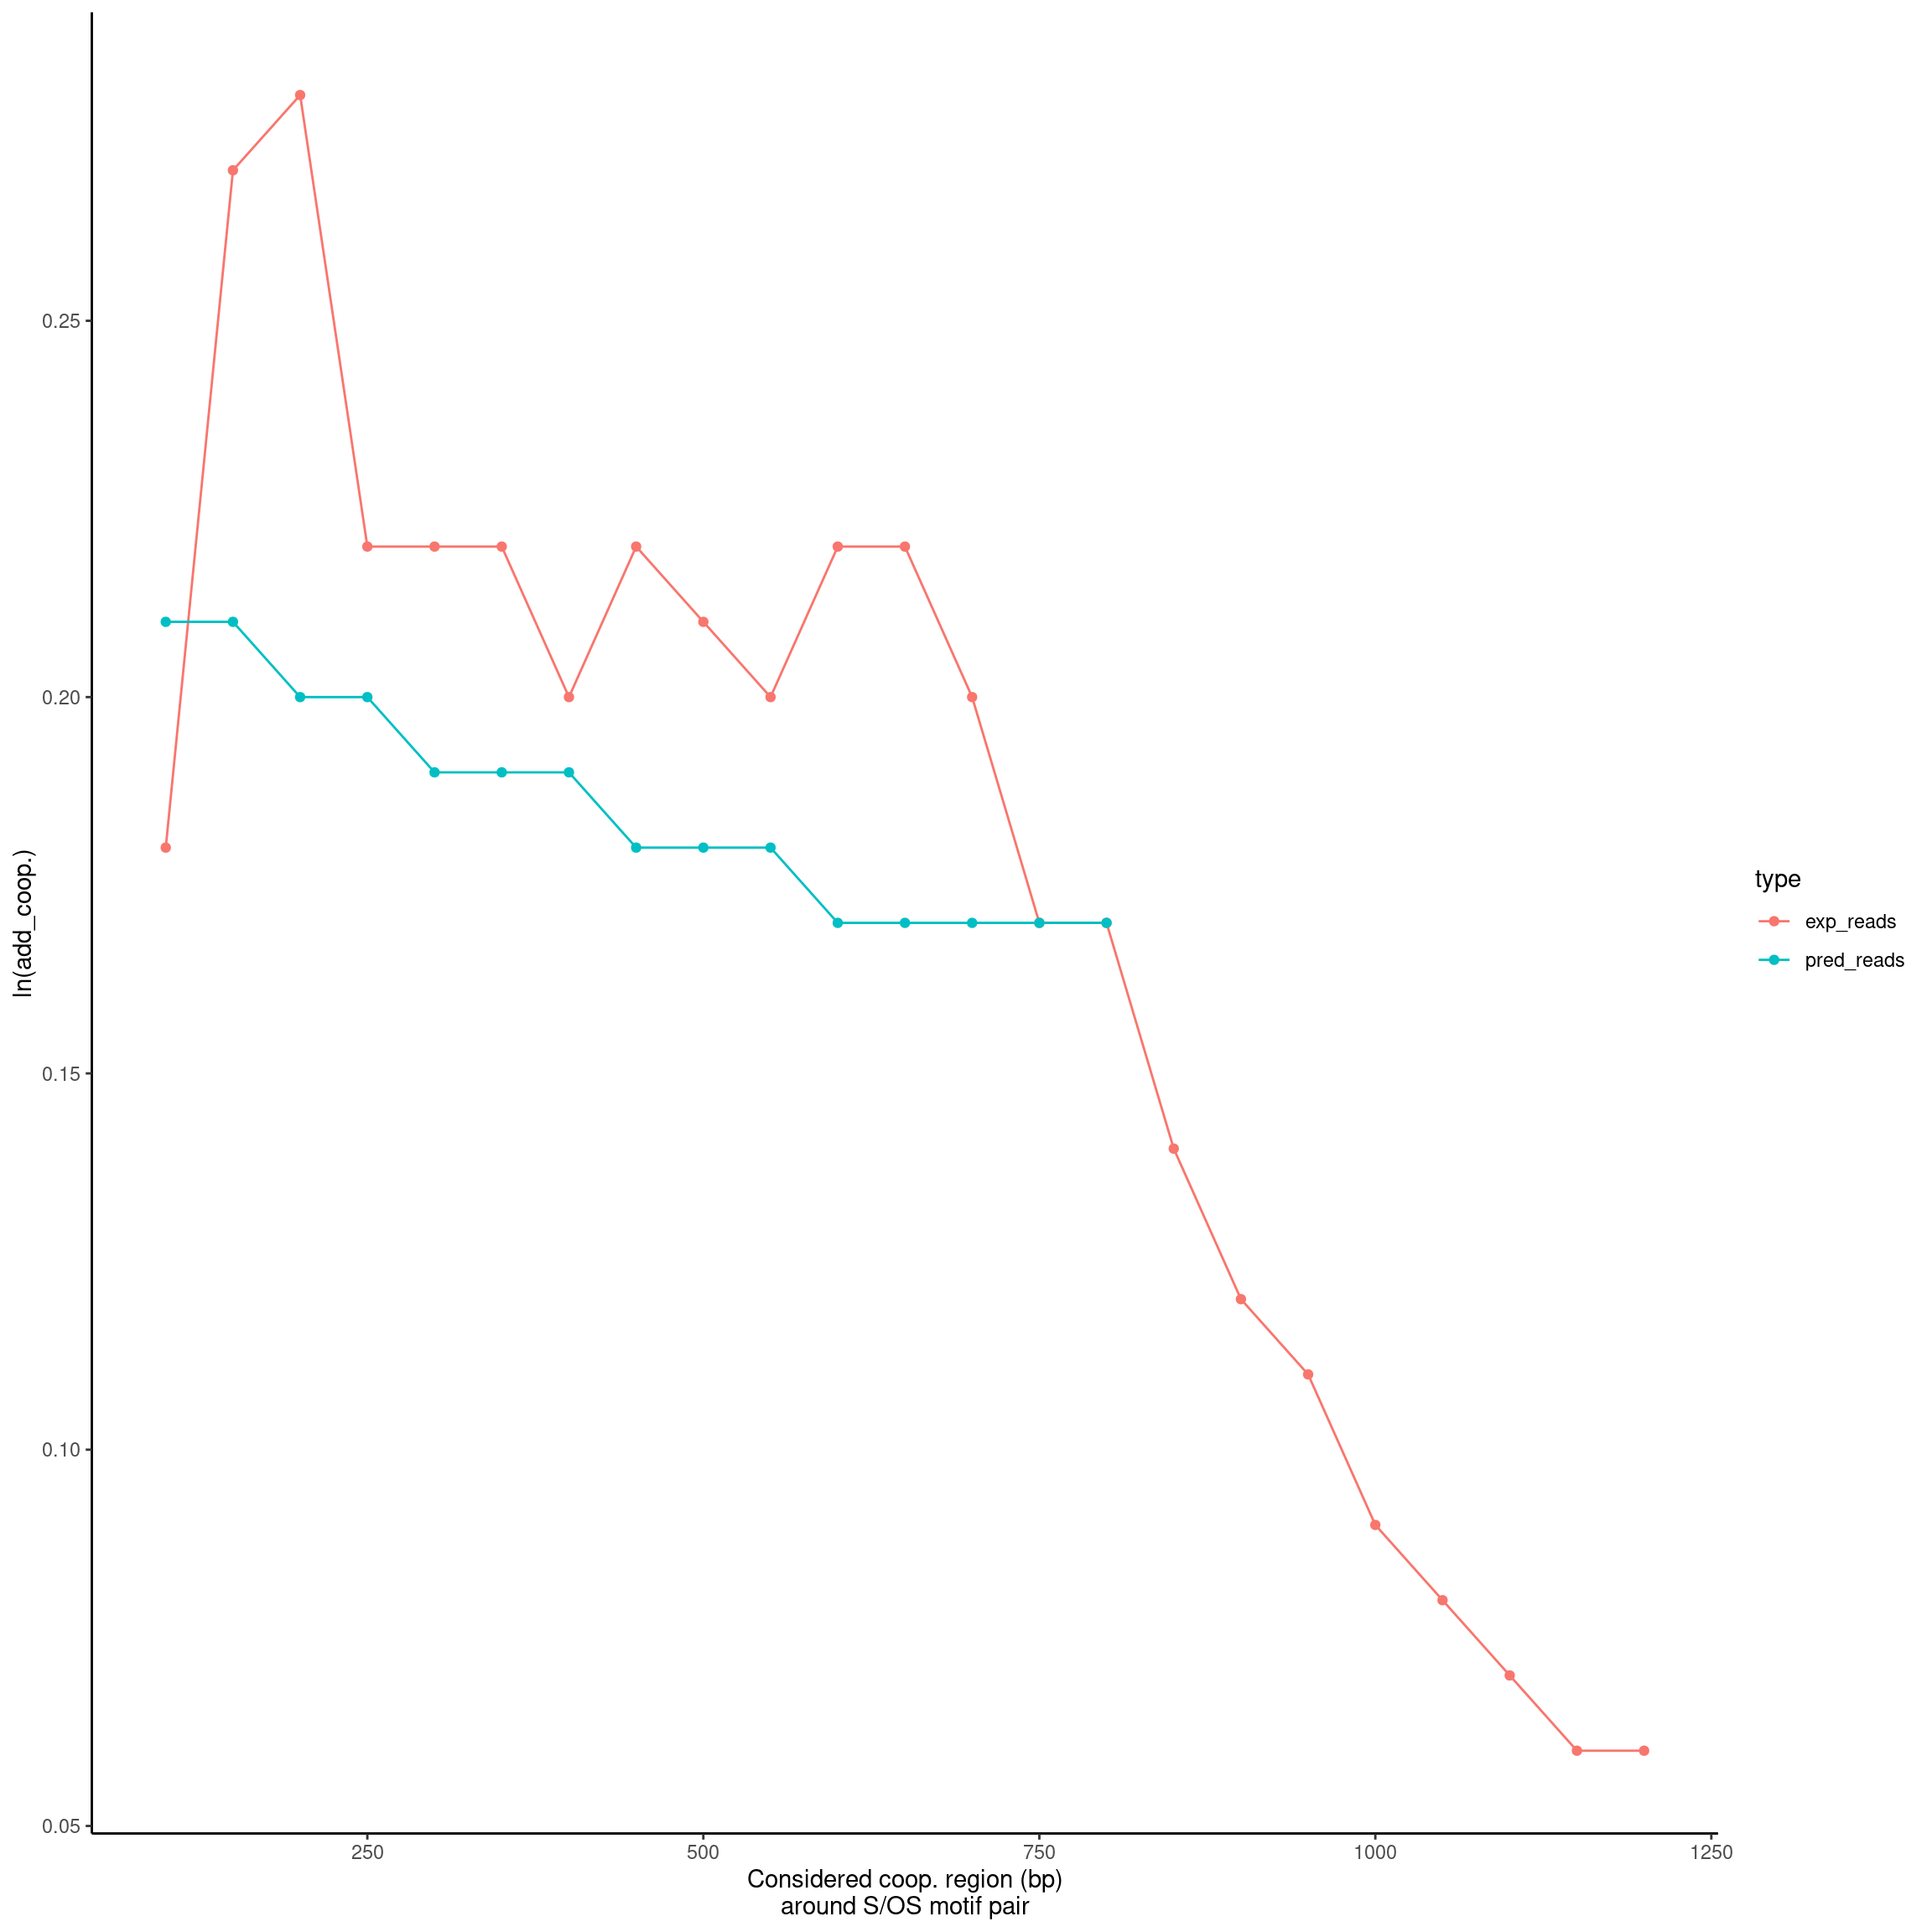 ln(add_coop.)
0.25
0.20
0.15
0.10
0.05
250
500
750
1000
1250
Considered coop. region (bp)
around S/OS motif pair
type
exp_reads
pred_reads